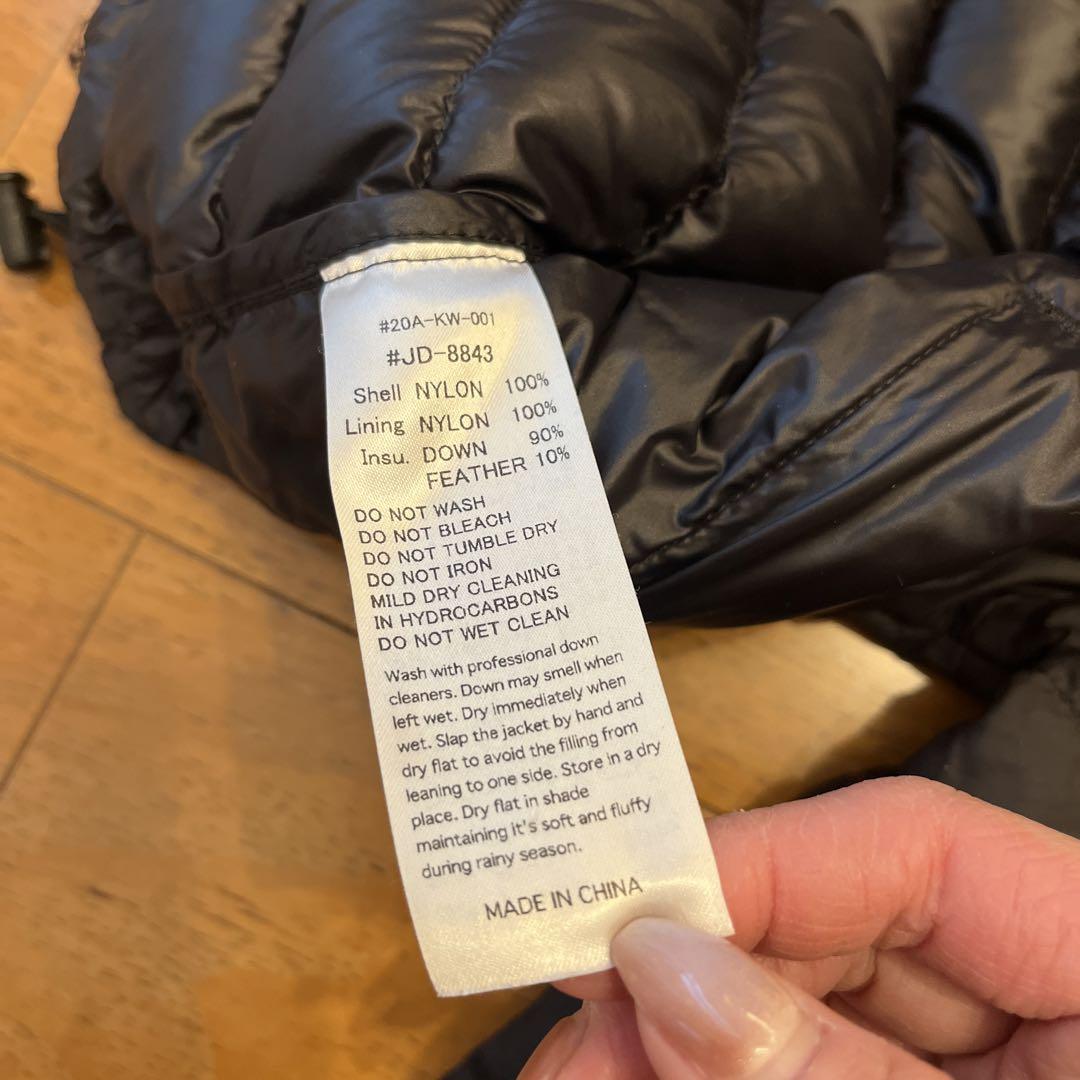 #20A-KW-001
#JD-8843
Shell NYLON 100%
Lining NYLON 100%
Insu. DOWN 90%
FEATHER 10%
DO NOT WASH
DO NOT BLEACH
DO NOT TUMBLE DRY
DO NOT IRON
MILD DRY CLEANING
IN HYDROCARBONS
DO NOT WET CLEAN
Wash with professional down
cleaners. Down may smell when
left wet. Dry immediately when
wet. Slap the jacket by hand and
dry flat to avoid the filling from
leaning to one side. Store in a dry
place. Dry flat in shade
maintaining it's soft and fluffy
during rainy season.
MADE IN CHINA